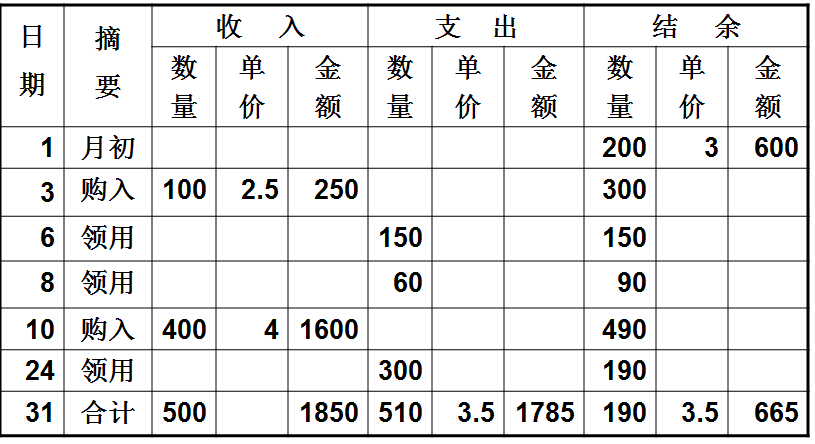 日期 摘要 收 入 支 出 结 余
数量 单价 金额 数量 单价 金额 数量 单价 金额
1 月初 200 3 600
3 购入 100 2.5 250 300
6 领用 150 150
8 领用 60 90
10 购入 400 4 1600 490
24 领用 300 190
31 合计 500 1850 510 3.5 1785 190 3.5 665